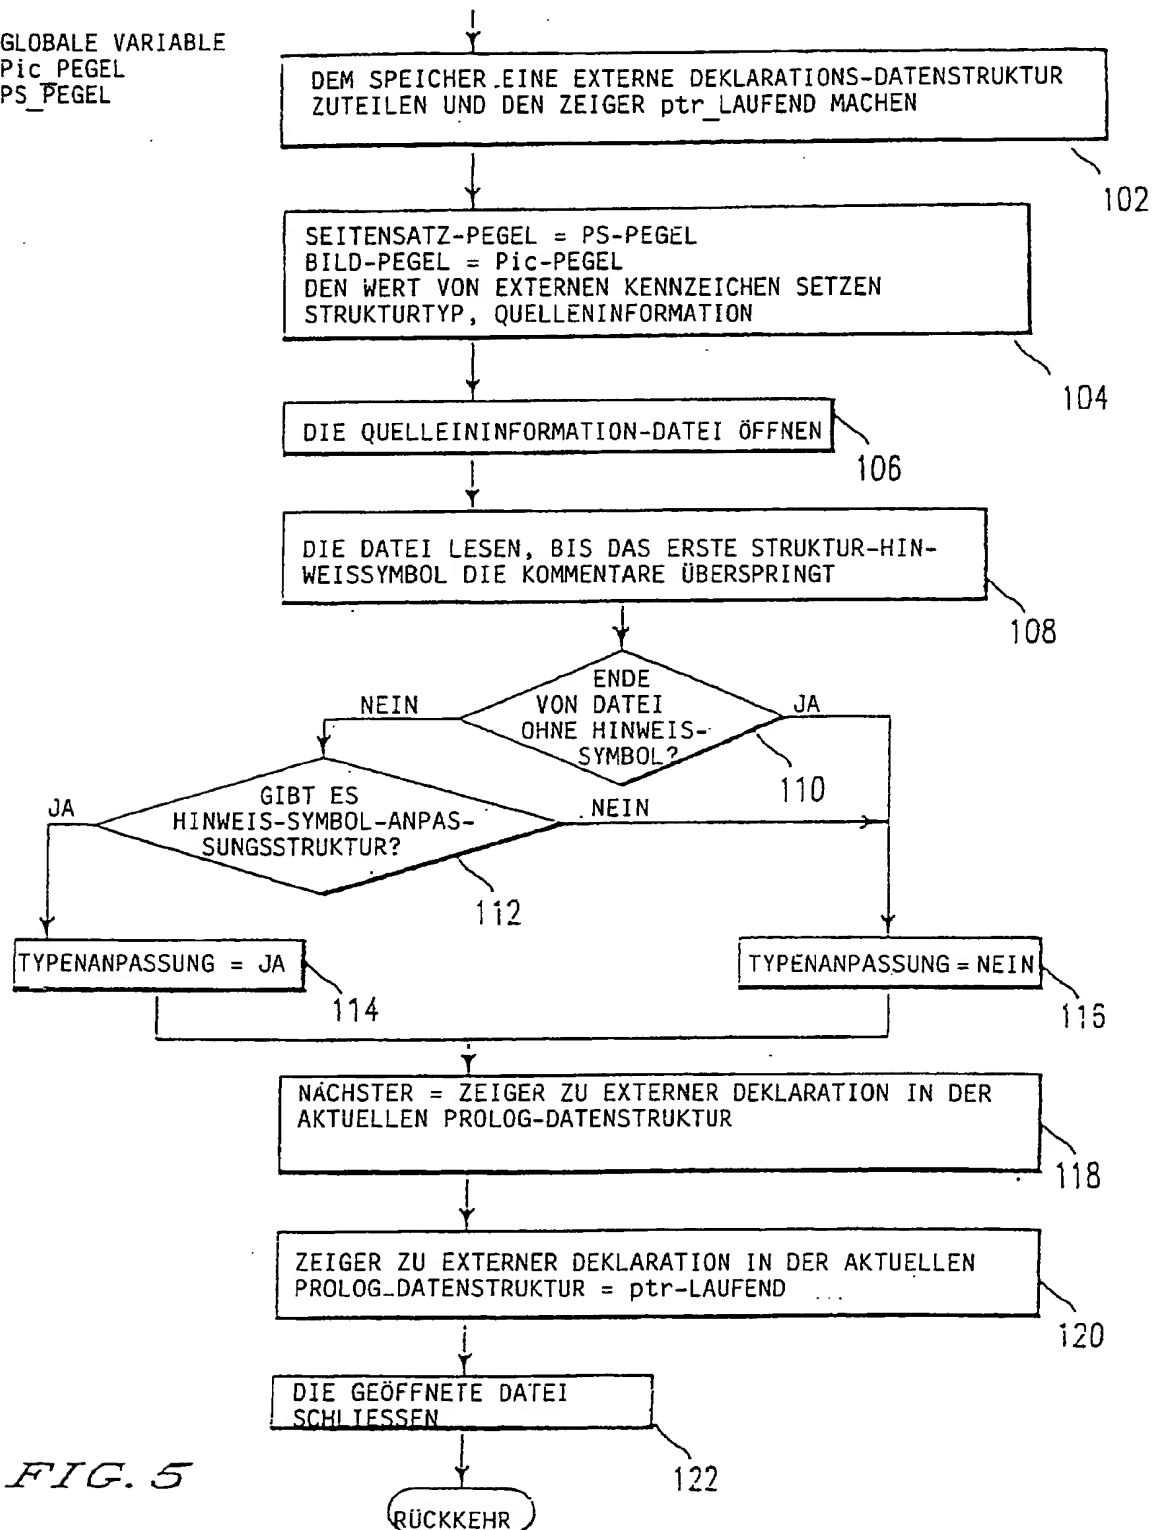 GLOBALE VARIABLE
Pic_PEGEL
PS_PEGEL
DEM SPEICHER EINE EXTERNE DEKLARATIONS-DATENSTRUKTUR
ZUTEILEN UND DEN ZEIGER ptr_LAUFEND MACHEN
102
SEITENSATZ-PEGEL = PS-PEGEL
BILD-PEGEL = Pic-PEGEL
DEN WERT VON EXTERNEN KENNZEICHEN SETZEN
STRUKTURTYP, QUELLENINFORMATION
104
DIE QUELLEININFORMATION-DATEI ÖFFNEN
106
DIE DATEI LESEN, BIS DAS ERSTE STRUKTUR-HIN-
WEISSYMBOL DIE KOMMENTARE ÜBERSPRINGT
108
ENDE
VON DATEI
OHNE HINWEIS-
SYMBOL?
NEIN
JA
110
GIBT ES
HINWEIS-SYMBOL-ANPAS-
SUNGSSTRUKTUR?
JA
NEIN
112
TYPENANPASSUNG = JA
114
TYPENANPASSUNG = NEIN
116
NÄCHSTER = ZEIGER ZU EXTERNER DEKLARATION IN DER
AKTUELLEN PROLOG-DATENSTRUKTUR
118
ZEIGER ZU EXTERNER DEKLARATION IN DER AKTUELLEN
PROLOG-DATENSTRUKTUR = ptr-LAUFEND
120
DIE GEÖFFNETE DATEI
SCHLIESSEN
122
RÜCKKEHR
FIG. 5